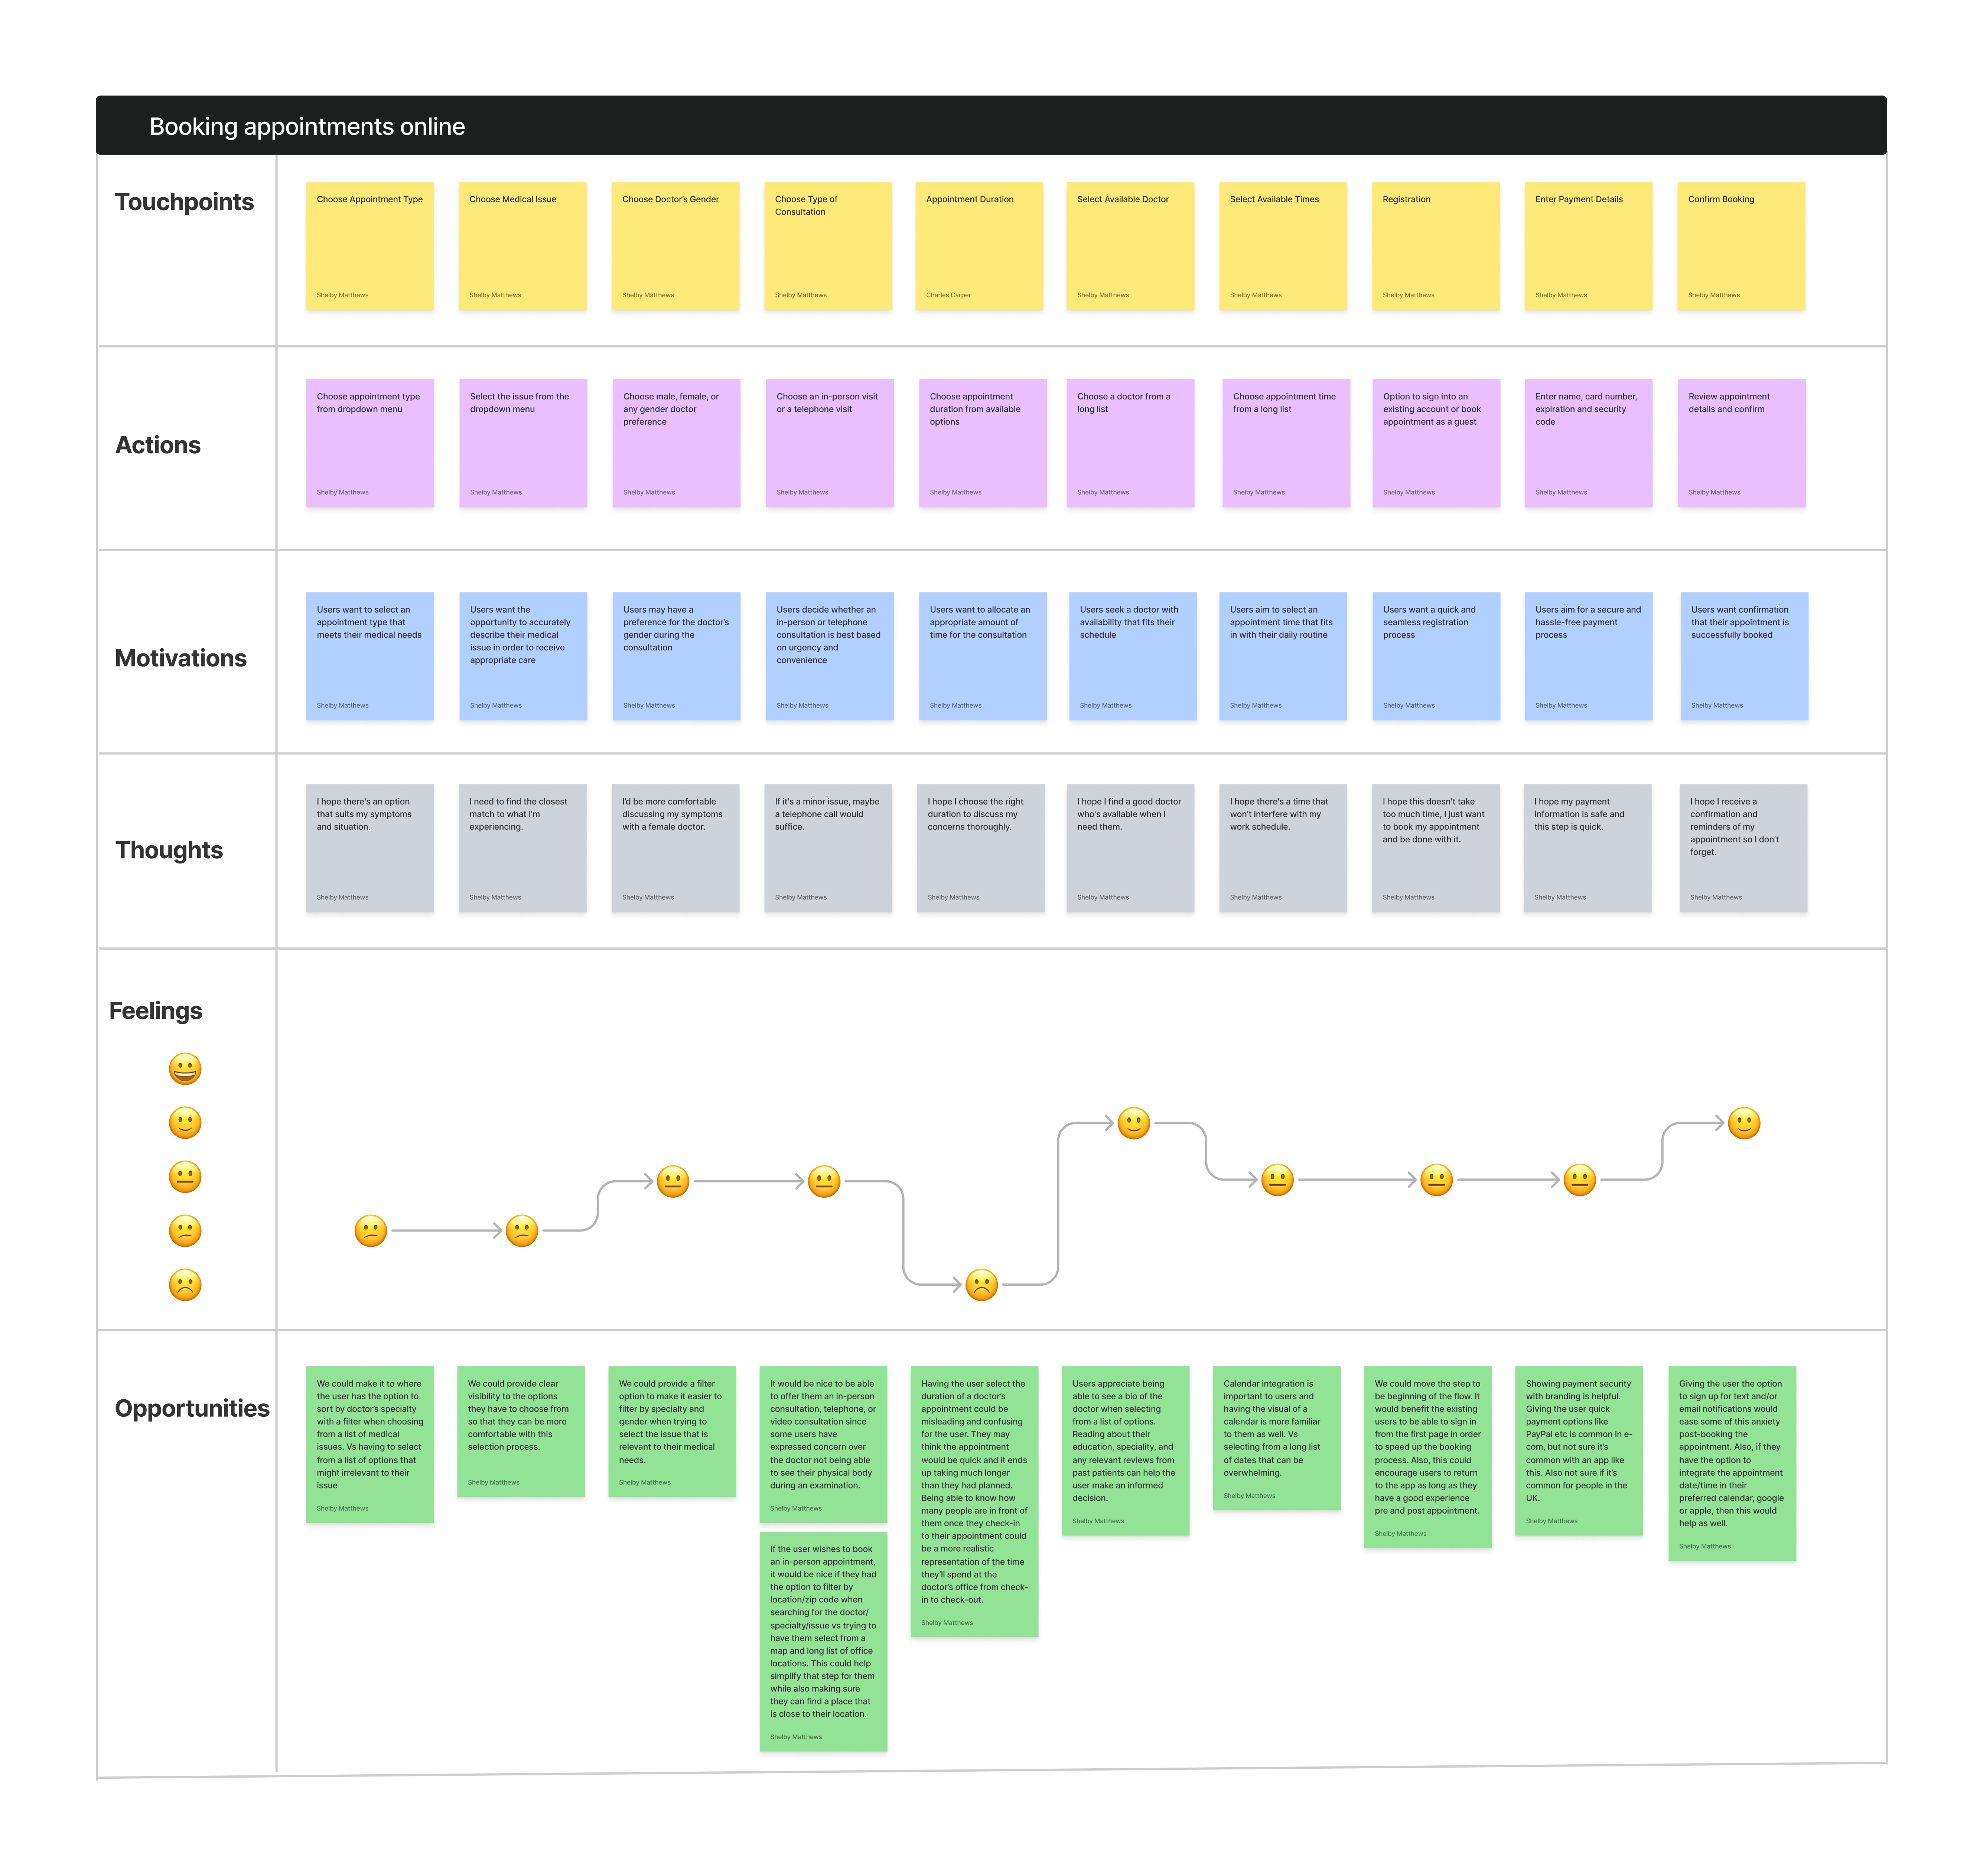 Booking appointments online
Touchpoints
Choose Appointment Type
Shelby Matthews
Choose Medical Issue
Shelby Matthews
Choose Doctor's Gender
Shelby Matthews
Choose Type of
Consultation
Shelby Matthews
Appointment Duration
Charles Carper
Select Available Doctor
Shelby Matthews
Select Available Times
Shelby Matthews
Registration
Shelby Matthews
Enter Payment Details
Shelby Matthews
Confirm Booking
Shelby Matthews
Actions
Choose appointment type
from dropdown menu
Shelby Matthews
Select the issue from the
dropdown menu
Shelby Matthews
Choose male, female, or
any gender doctor
preference
Shelby Matthews
Choose an in-person visit
or a telephone visit
Shelby Matthews
Choose appointment
duration from available
options
Shelby Matthews
Choose a doctor from a
long list
Shelby Matthews
Choose appointment time
from a long list
Shelby Matthews
Option to sign into an
existing account or book
appointment as a guest
Shelby Matthews
Enter name, card number,
expiration and security
code
Shelby Matthews
Review appointment
details and confirm
Shelby Matthews
Motivations
Users want to select an
appointment type that
meets their medical needs
Shelby Matthews
Users want the
opportunity to accurately
describe their medical
issue in order to receive
appropriate care
Shelby Matthews
Users may have a
preference for the doctor's
gender during the
consultation
Shelby Matthews
Users decide whether an
in-person or telephone
consultation is best based
on urgency and
convenience
Shelby Matthews
Users want to allocate an
appropriate amount of
time for the consultation
Shelby Matthews
Users seek a doctor with
availability that fits their
schedule
Shelby Matthews
Users aim to select an
appointment time that fits
in with their daily routine
Shelby Matthews
Users want a quick and
seamless registration
process
Shelby Matthews
Users aim for a secure and
hassle-free payment
process
Shelby Matthews
Users want confirmation
that their appointment is
successfully booked
Shelby Matthews
Thoughts
I hope there's an option
that suits my symptoms
and situation.
Shelby Matthews
I need to find the closest
match to what I'm
experiencing.
Shelby Matthews
I'd be more comfortable
discussing my symptoms
with a female doctor.
Shelby Matthews
If it's a minor issue, maybe
a telephone call would
suffice.
Shelby Matthews
I hope I choose the right
duration to discuss my
concerns thoroughly.
Shelby Matthews
I hope I find a good doctor
who's available when I
need them.
Shelby Matthews
I hope there's a time that
won't interfere with my
work schedule.
Shelby Matthews
I hope this doesn't take
too much time, I just want
to book my appointment
and be done with it.
Shelby Matthews
I hope my payment
information is safe and
this step is quick.
Shelby Matthews
I hope I receive a
confirmation and
reminders of my
appointment so I don't
forget.
Shelby Matthews
Feelings
Opportunities
We could make it to where
the user has the option to
sort by doctor's specialty
with a filter when choosing
from a list of medical
issues. Vs having to select
from a list of options that
might irrelevant to their
issue
Shelby Matthews
We could provide clear
visibility to the options
they have to choose from
so that they can be more
comfortable with this
selection process.
Shelby Matthews
We could provide a filter
option to make it easier to
filter by specialty and
gender when trying to
select the issue that is
relevant to their medical
needs.
Shelby Matthews
It would be nice to be able
to offer them an in-person
consultation, telephone, or
video consultation since
some users have
expressed concern over
the doctor not being able
to see their physical body
during an examination.
Shelby Matthews
If the user wishes to book
an in-person appointment,
it would be nice if they had
the option to filter by
location/zip code when
searching for the doctor/
specialty/issue vs trying to
have them select from a
map and long list of office
locations. This could help
simplify that step for them
while also making sure
they can find a place that
is close to their location.
Shelby Matthews
Having the user select the
duration of a doctor's
appointment could be
misleading and confusing
for the user. They may
think the appointment
would be quick and it ends
up taking much longer
than they had planned.
Being able to know how
many people are in front of
them once they check-in
to their appointment could
be a more realistic
representation of the time
they'll spend at the
doctor's office from check-
in to check-out.
Shelby Matthews
Users appreciate being
able to see a bio of the
doctor when selecting
from a list of options.
Reading about their
education, speciality, and
any relevant reviews from
past patients can help the
user make an informed
decision.
Shelby Matthews
Calendar integration is
important to users and
having the visual of a
calendar is more familiar
to them as well. Vs
selecting from a long list
of dates that can be
overwhelming.
Shelby Matthews
We could move the step to
be beginning of the flow. It
would benefit the existing
users to be able to sign in
from the first page in order
to speed up the booking
process. Also, this could
encourage users to return
to the app as long as they
have a good experience
pre and post appointment.
Shelby Matthews
Showing payment security
with branding is helpful.
Giving the user quick
payment options like
PayPal etc is common in e-
com, but not sure it's
common with an app like
this. Also not sure if it's
common for people in the
UK.
Shelby Matthews
Giving the user the option
to sign up for text and/or
email notifications would
ease some of this anxiety
post-booking the
appointment. Also, if they
have the option to
integrate the appointment
date/time in their
preferred calendar, google
or apple, then this would
help as well.
Shelby Matthews